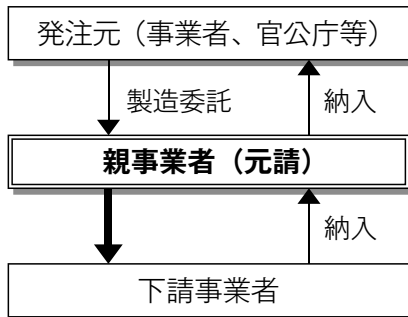 発注元（事業者、官公庁等）
製造委託
納入
親事業者（元請）
納入
下請事業者